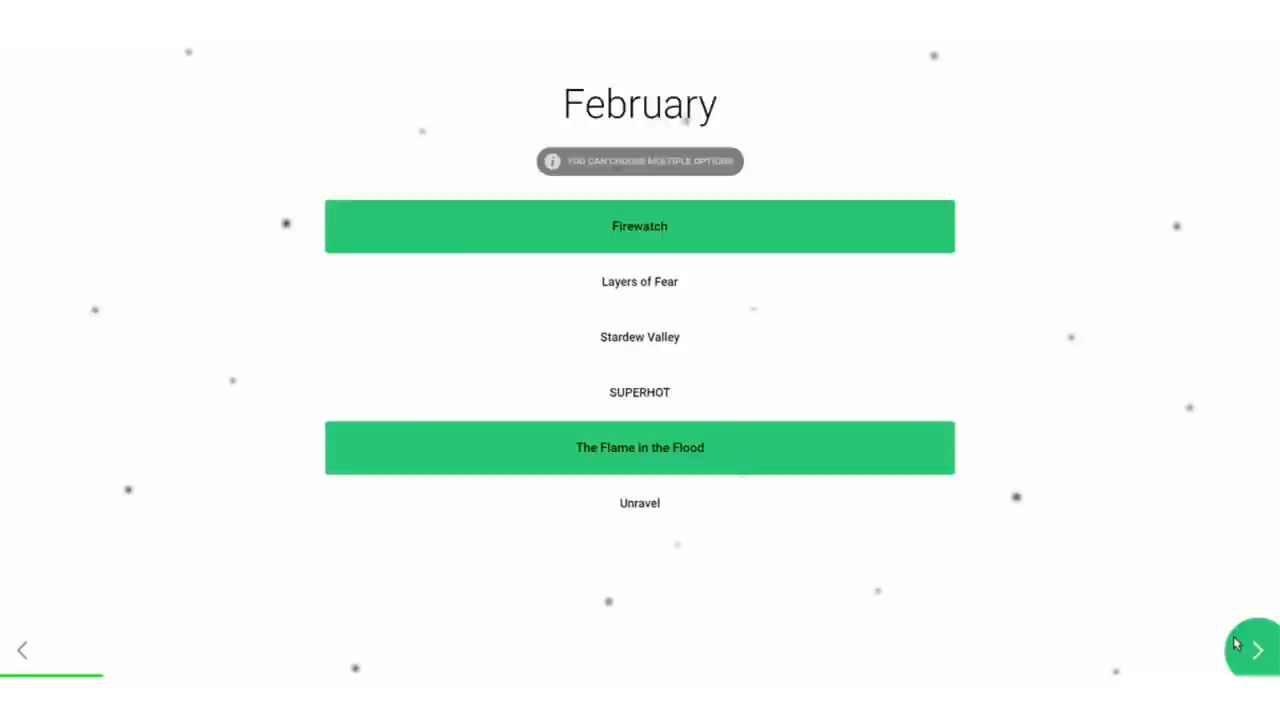 February
YOU CAN CHOOSE MULTIPLE OPTIONS
Firewatch
Layers of Fear
Stardew Valley
SUPERHOT
The Flame in the Flood
Unravel